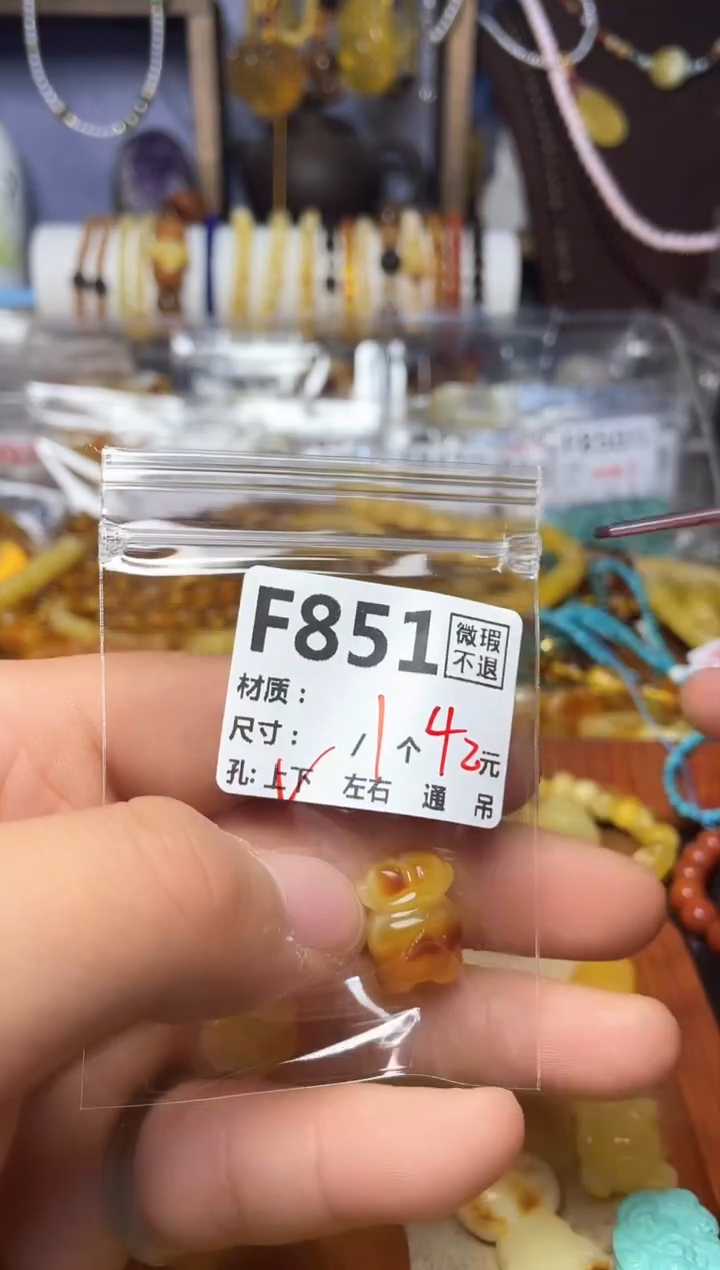 F851 微瑕
不退
材质：
尺寸： /1个42元
孔: 上下 左右 通 吊
F850